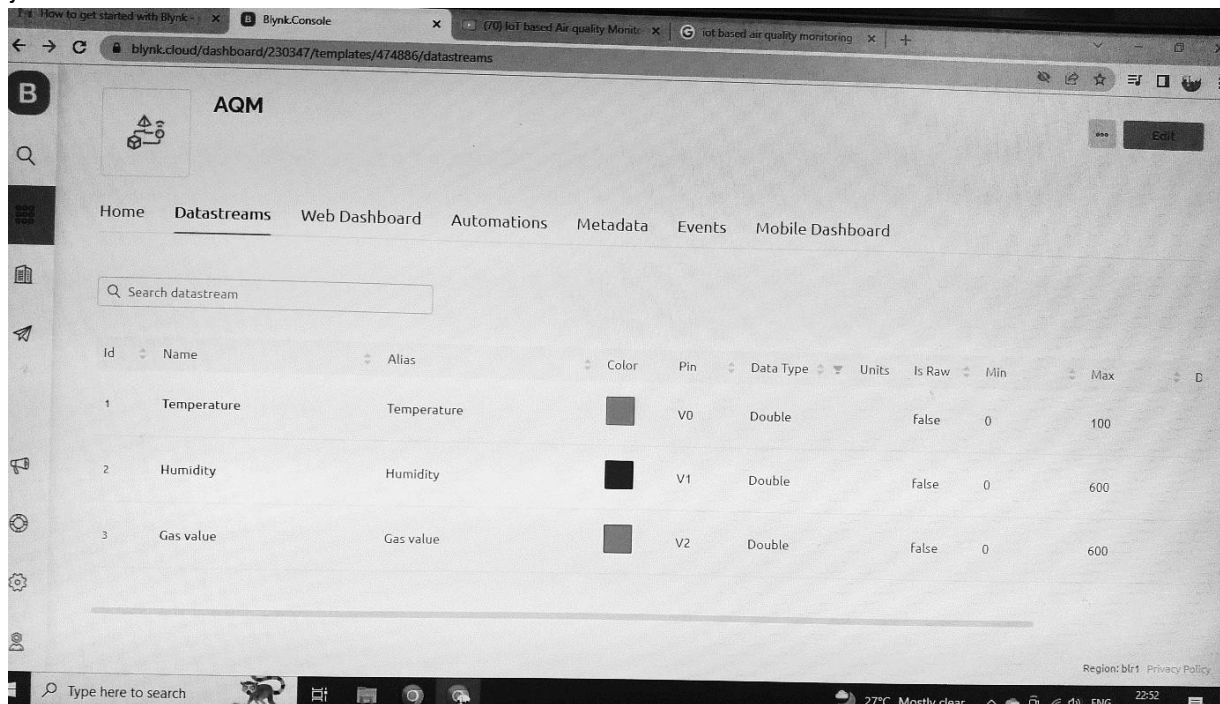 How to get started with Blynk -
Blynk.Console
(70) IoT based Air quality Monito
iot based air quality monitoring
blynk.cloud/dashboard/230347/templates/474886/datastreams
B
AQM
Edit
Home Datastreams Web Dashboard Automations Metadata Events Mobile Dashboard
Search datastream
Id Name Alias Color Pin Data Type Units Is Raw Min Max D
1 Temperature Temperature V0 Double false 0 100
2 Humidity Humidity V1 Double false 0 600
3 Gas value Gas value V2 Double false 0 600
Region: blr1 Privacy Policy
Type here to search
27°C Mostly clear ENG 22:52